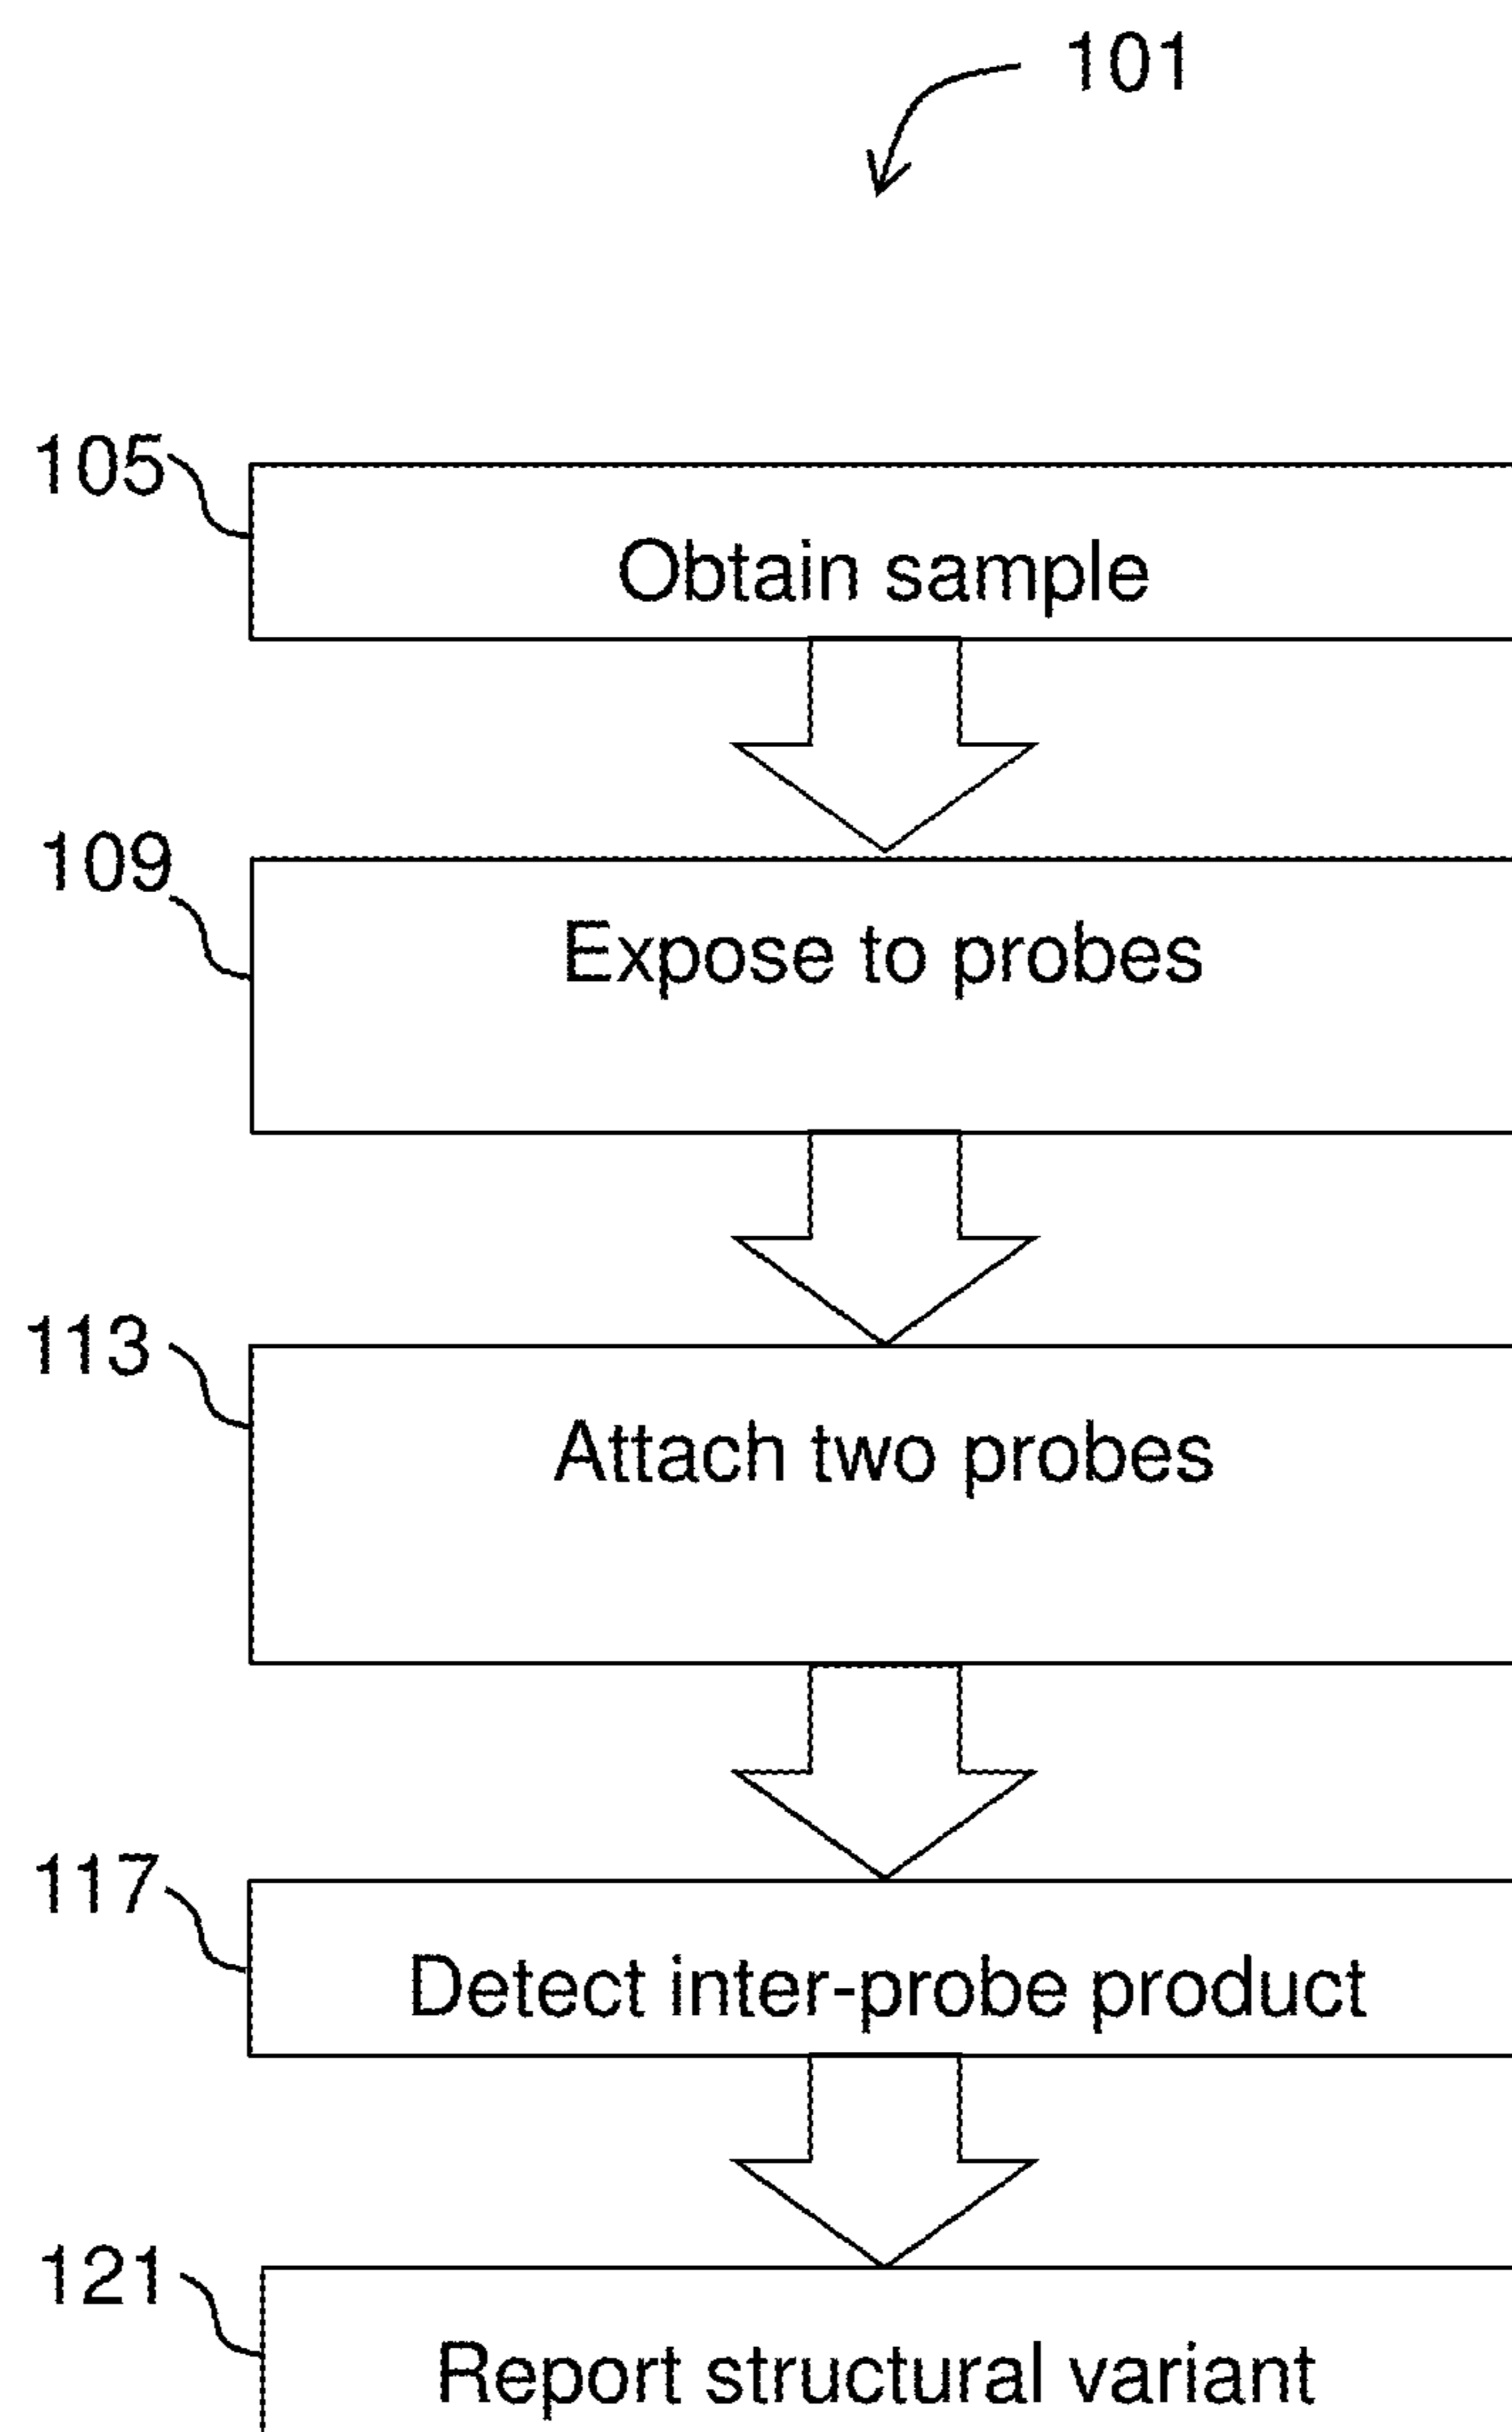 101
105
Obtain sample
109
Expose to probes
113
Attach two probes
117
Detect inter-probe product
121
Report structural variant